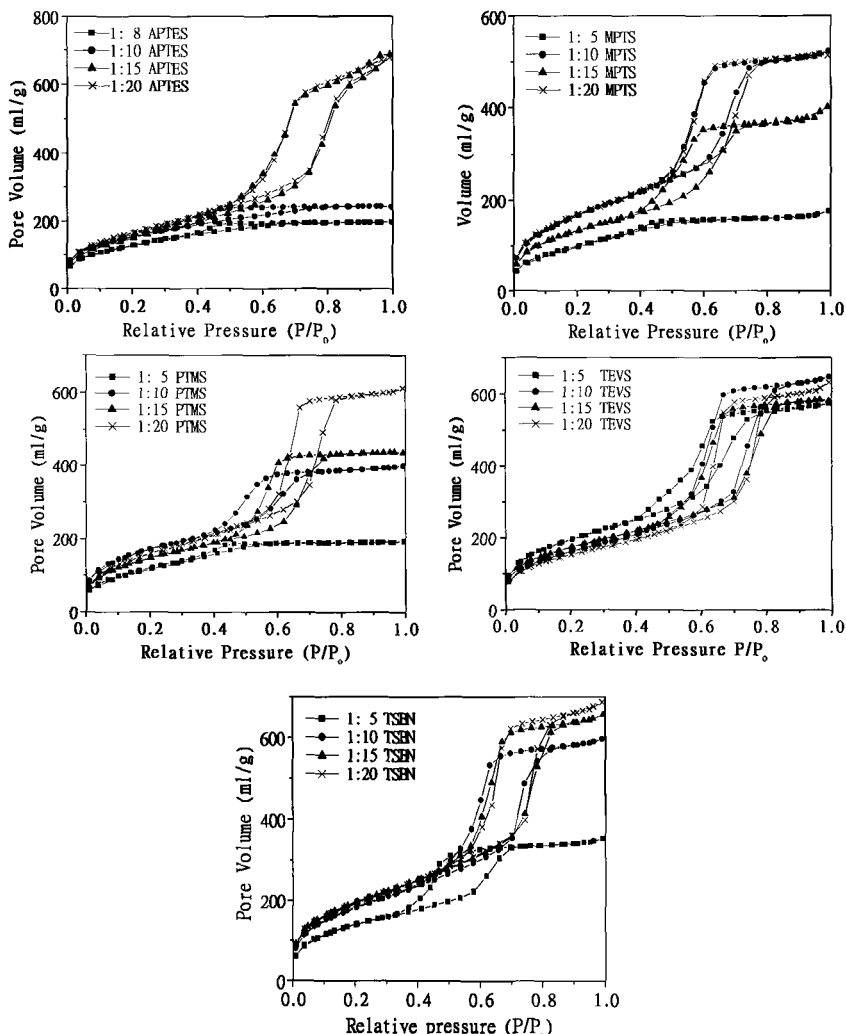 800
600
400
200
0
Pore Volume (ml/g)
1: 8 APTES
1:10 APTES
1:15 APTES
1:20 APTES
0.0 0.2 0.4 0.6 0.8 1.0
Relative Pressure (P/P₀)
600
400
200
0
Volume (ml/g)
1: 5 MPTS
1:10 MPTS
1:15 MPTS
1:20 MPTS
0.0 0.2 0.4 0.6 0.8 1.0
Relative Pressure (P/P₀)
600
400
200
0
Pore Volume (ml/g)
1: 5 PTMS
1:10 PTMS
1:15 PTMS
1:20 PTMS
0.0 0.2 0.4 0.6 0.8 1.0
Relative Pressure (P/P₀)
600
400
200
0
Pore Volume (ml/g)
1:5 TEVS
1:10 TEVS
1:15 TEVS
1:20 TEVS
0.0 0.2 0.4 0.6 0.8 1.0
Relative Pressure P/P₀
600
400
200
0
Pore Volume (ml/g)
1: 5 TSBN
1:10 TSBN
1:15 TSBN
1:20 TSBN
0.0 0.2 0.4 0.6 0.8 1.0
Relative pressure (P/P₀)